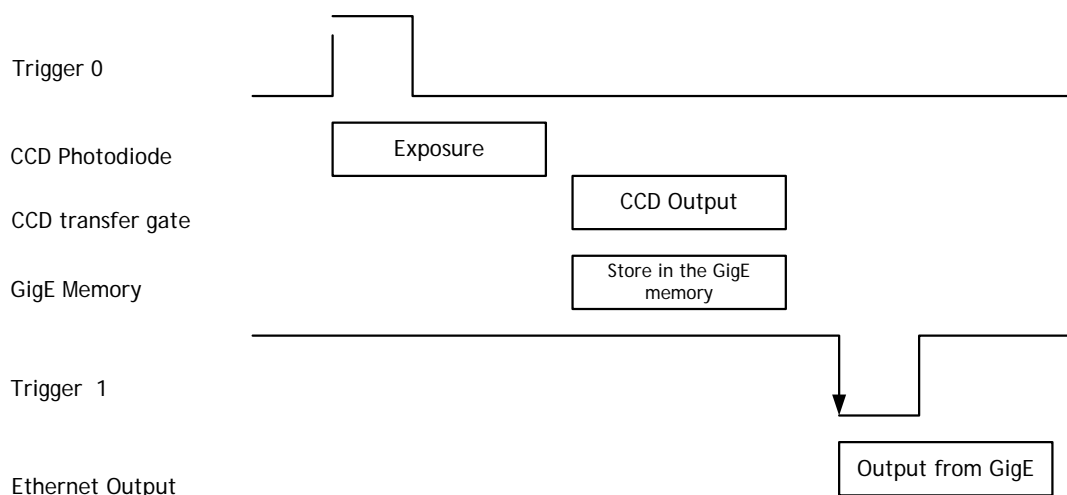 Trigger 0
CCD Photodiode
Exposure
CCD transfer gate
CCD Output
GigE Memory
Store in the GigE
memory
Trigger 1
Ethernet Output
Output from GigE